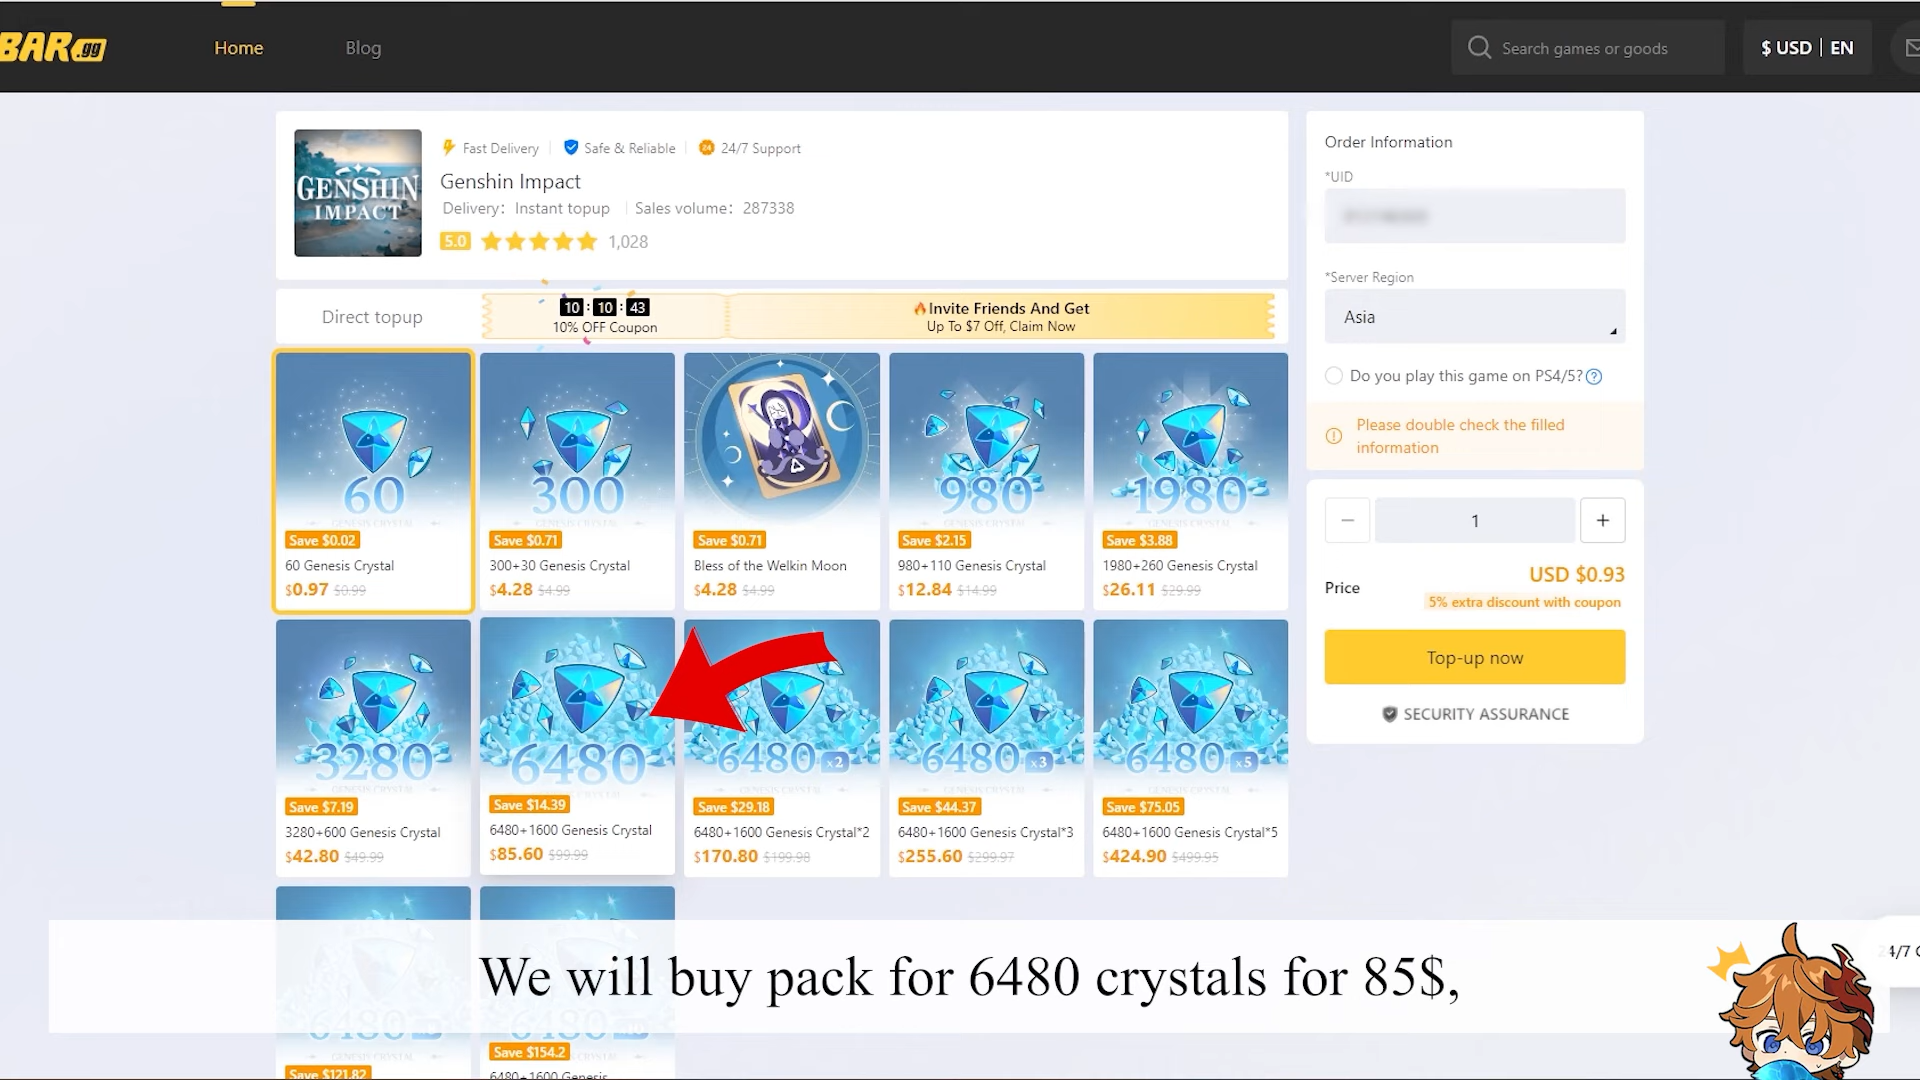 BAR.gg
Home
Blog
Search games or goods
$ USD | EN
GENSHIN
IMPACT
Fast Delivery
Safe & Reliable
24/7 Support
Genshin Impact
Delivery: Instant topup
Sales volume: 287338
5.0
1,028
Direct topup
10 : 10 : 43
10% OFF Coupon
Invite Friends And Get
Up To $7 Off, Claim Now
60
Save $0.02
60 Genesis Crystal
$0.97 $0.99
300
Save $0.71
300+30 Genesis Crystal
$4.28 $4.99
Save $0.71
Bless of the Welkin Moon
$4.28 $4.99
980
Save $2.15
980+110 Genesis Crystal
$12.84 $14.99
1980
Save $3.88
1980+260 Genesis Crystal
$26.11 $29.99
3280
Save $7.19
3280+600 Genesis Crystal
$42.80 $49.99
6480
Save $14.39
6480+1600 Genesis Crystal
$85.60 $99.99
6480 x2
Save $29.18
6480+1600 Genesis Crystal*2
$170.80 $199.98
6480 x3
Save $44.37
6480+1600 Genesis Crystal*3
$255.60 $299.97
6480 x5
Save $75.05
6480+1600 Genesis Crystal*5
$424.90 $499.95
6480
Save $121.82
6480
Save $154.2
6480+1600 Genesis
Order Information
*UID
*Server Region
Asia
Do you play this game on PS4/5?
Please double check the filled
information
1
Price
USD $0.93
5% extra discount with coupon
Top-up now
SECURITY ASSURANCE
We will buy pack for 6480 crystals for 85$,